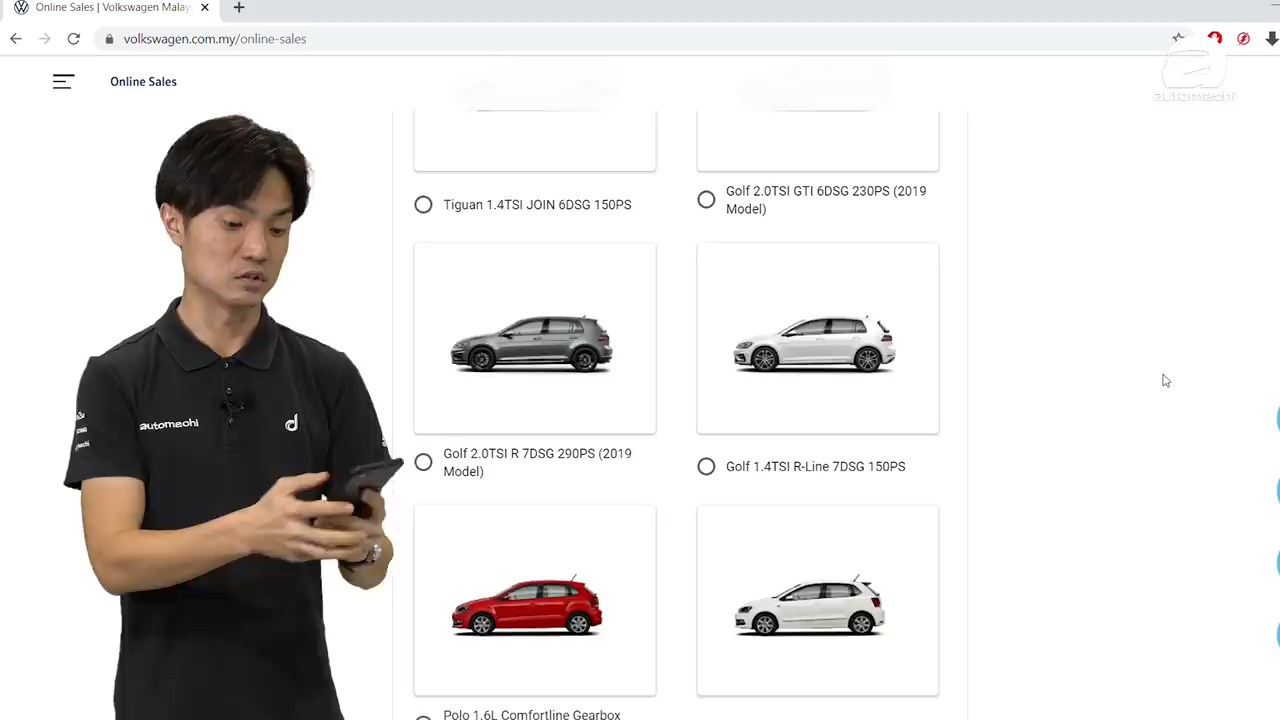 Online Sales | Volkswagen Malay
volkswagen.com.my/online-sales
Online Sales
automachi
Tiguan 1.4TSI JOIN 6DSG 150PS
Golf 2.0TSI GTI 6DSG 230PS (2019
Model)
automachi
Golf 2.0TSI R 7DSG 290PS (2019
Model)
Golf 1.4TSI R-Line 7DSG 150PS
Polo 1.6L Comfortline Gearbox